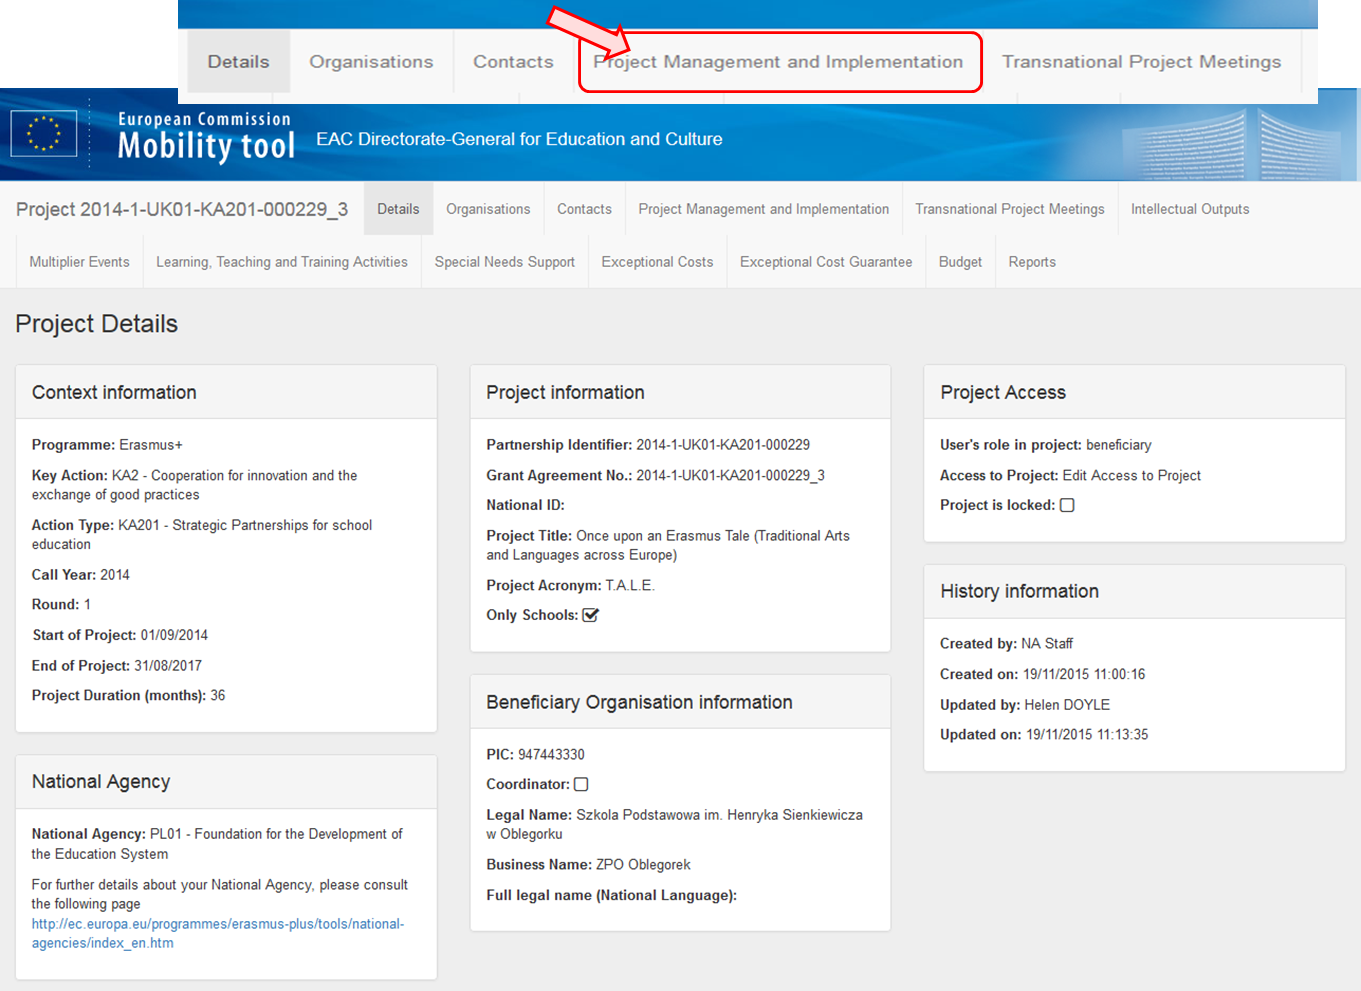 Details Organisations Contacts Project Management and Implementation Transnational Project Meetings
European Commission
Mobility tool
EAC Directorate-General for Education and Culture
Project 2014-1-UK01-KA201-000229_3 Details Organisations Contacts Project Management and Implementation Transnational Project Meetings Intellectual Outputs
Multiplier Events Learning, Teaching and Training Activities Special Needs Support Exceptional Costs Exceptional Cost Guarantee Budget Reports
Project Details
Context information
Programme: Erasmus+
Key Action: KA2 - Cooperation for innovation and the
exchange of good practices
Action Type: KA201 - Strategic Partnerships for school
education
Call Year: 2014
Round: 1
Start of Project: 01/09/2014
End of Project: 31/08/2017
Project Duration (months): 36
National Agency
National Agency: PL01 - Foundation for the Development of
the Education System
For further details about your National Agency, please consult
the following page
http://ec.europa.eu/programmes/erasmus-plus/tools/national-
agencies/index_en.htm
Project information
Partnership Identifier: 2014-1-UK01-KA201-000229
Grant Agreement No.: 2014-1-UK01-KA201-000229_3
National ID:
Project Title: Once upon an Erasmus Tale (Traditional Arts
and Languages across Europe)
Project Acronym: T.A.L.E.
Only Schools:
Beneficiary Organisation information
PIC: 947443330
Coordinator:
Legal Name: Szkola Podstawowa im. Henryka Sienkiewicza
w Oblegorku
Business Name: ZPO Oblegorek
Full legal name (National Language):
Project Access
User's role in project: beneficiary
Access to Project: Edit Access to Project
Project is locked:
History information
Created by: NA Staff
Created on: 19/11/2015 11:00:16
Updated by: Helen DOYLE
Updated on: 19/11/2015 11:13:35